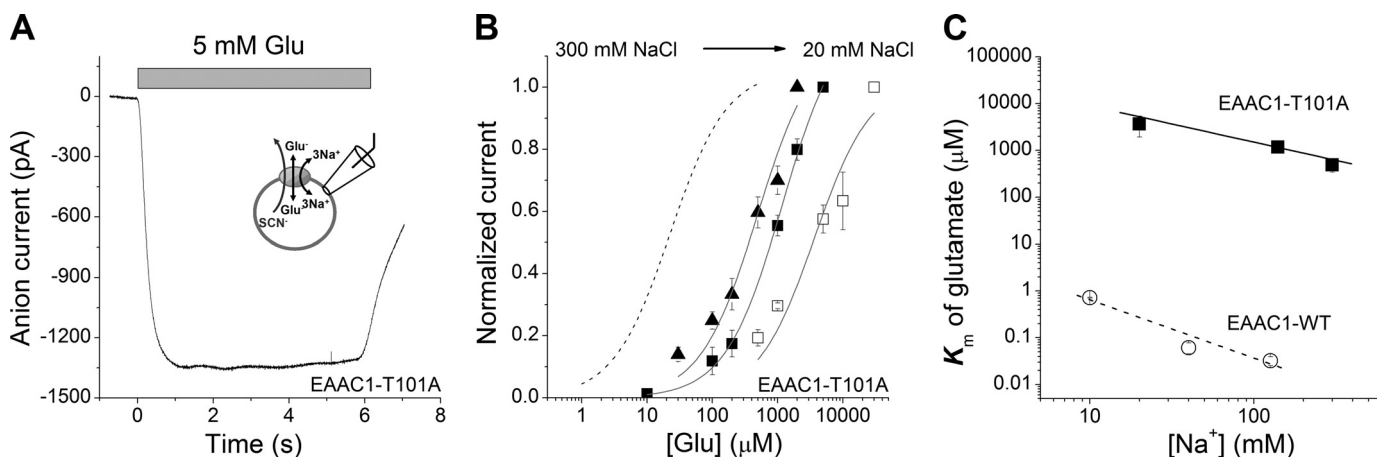 A
5 mM Glu
0
-300
-600
-900
-1200
-1500
Anion current (pA)
Glu-
3Na+
Glu-
3Na+
SCN-
EAAC1-T101A
0 2 4 6 8
Time (s)
B
300 mM NaCl 20 mM NaCl
1.0
0.8
0.6
0.4
0.2
0.0
Normalized current
EAAC1-T101A
1 10 100 1000 10000
[Glu] (μM)
C
100000
10000
1000
100
10
1
0.1
0.01
Km of glutamate (μM)
EAAC1-T101A
EAAC1-WT
10 100
[Na+] (mM)